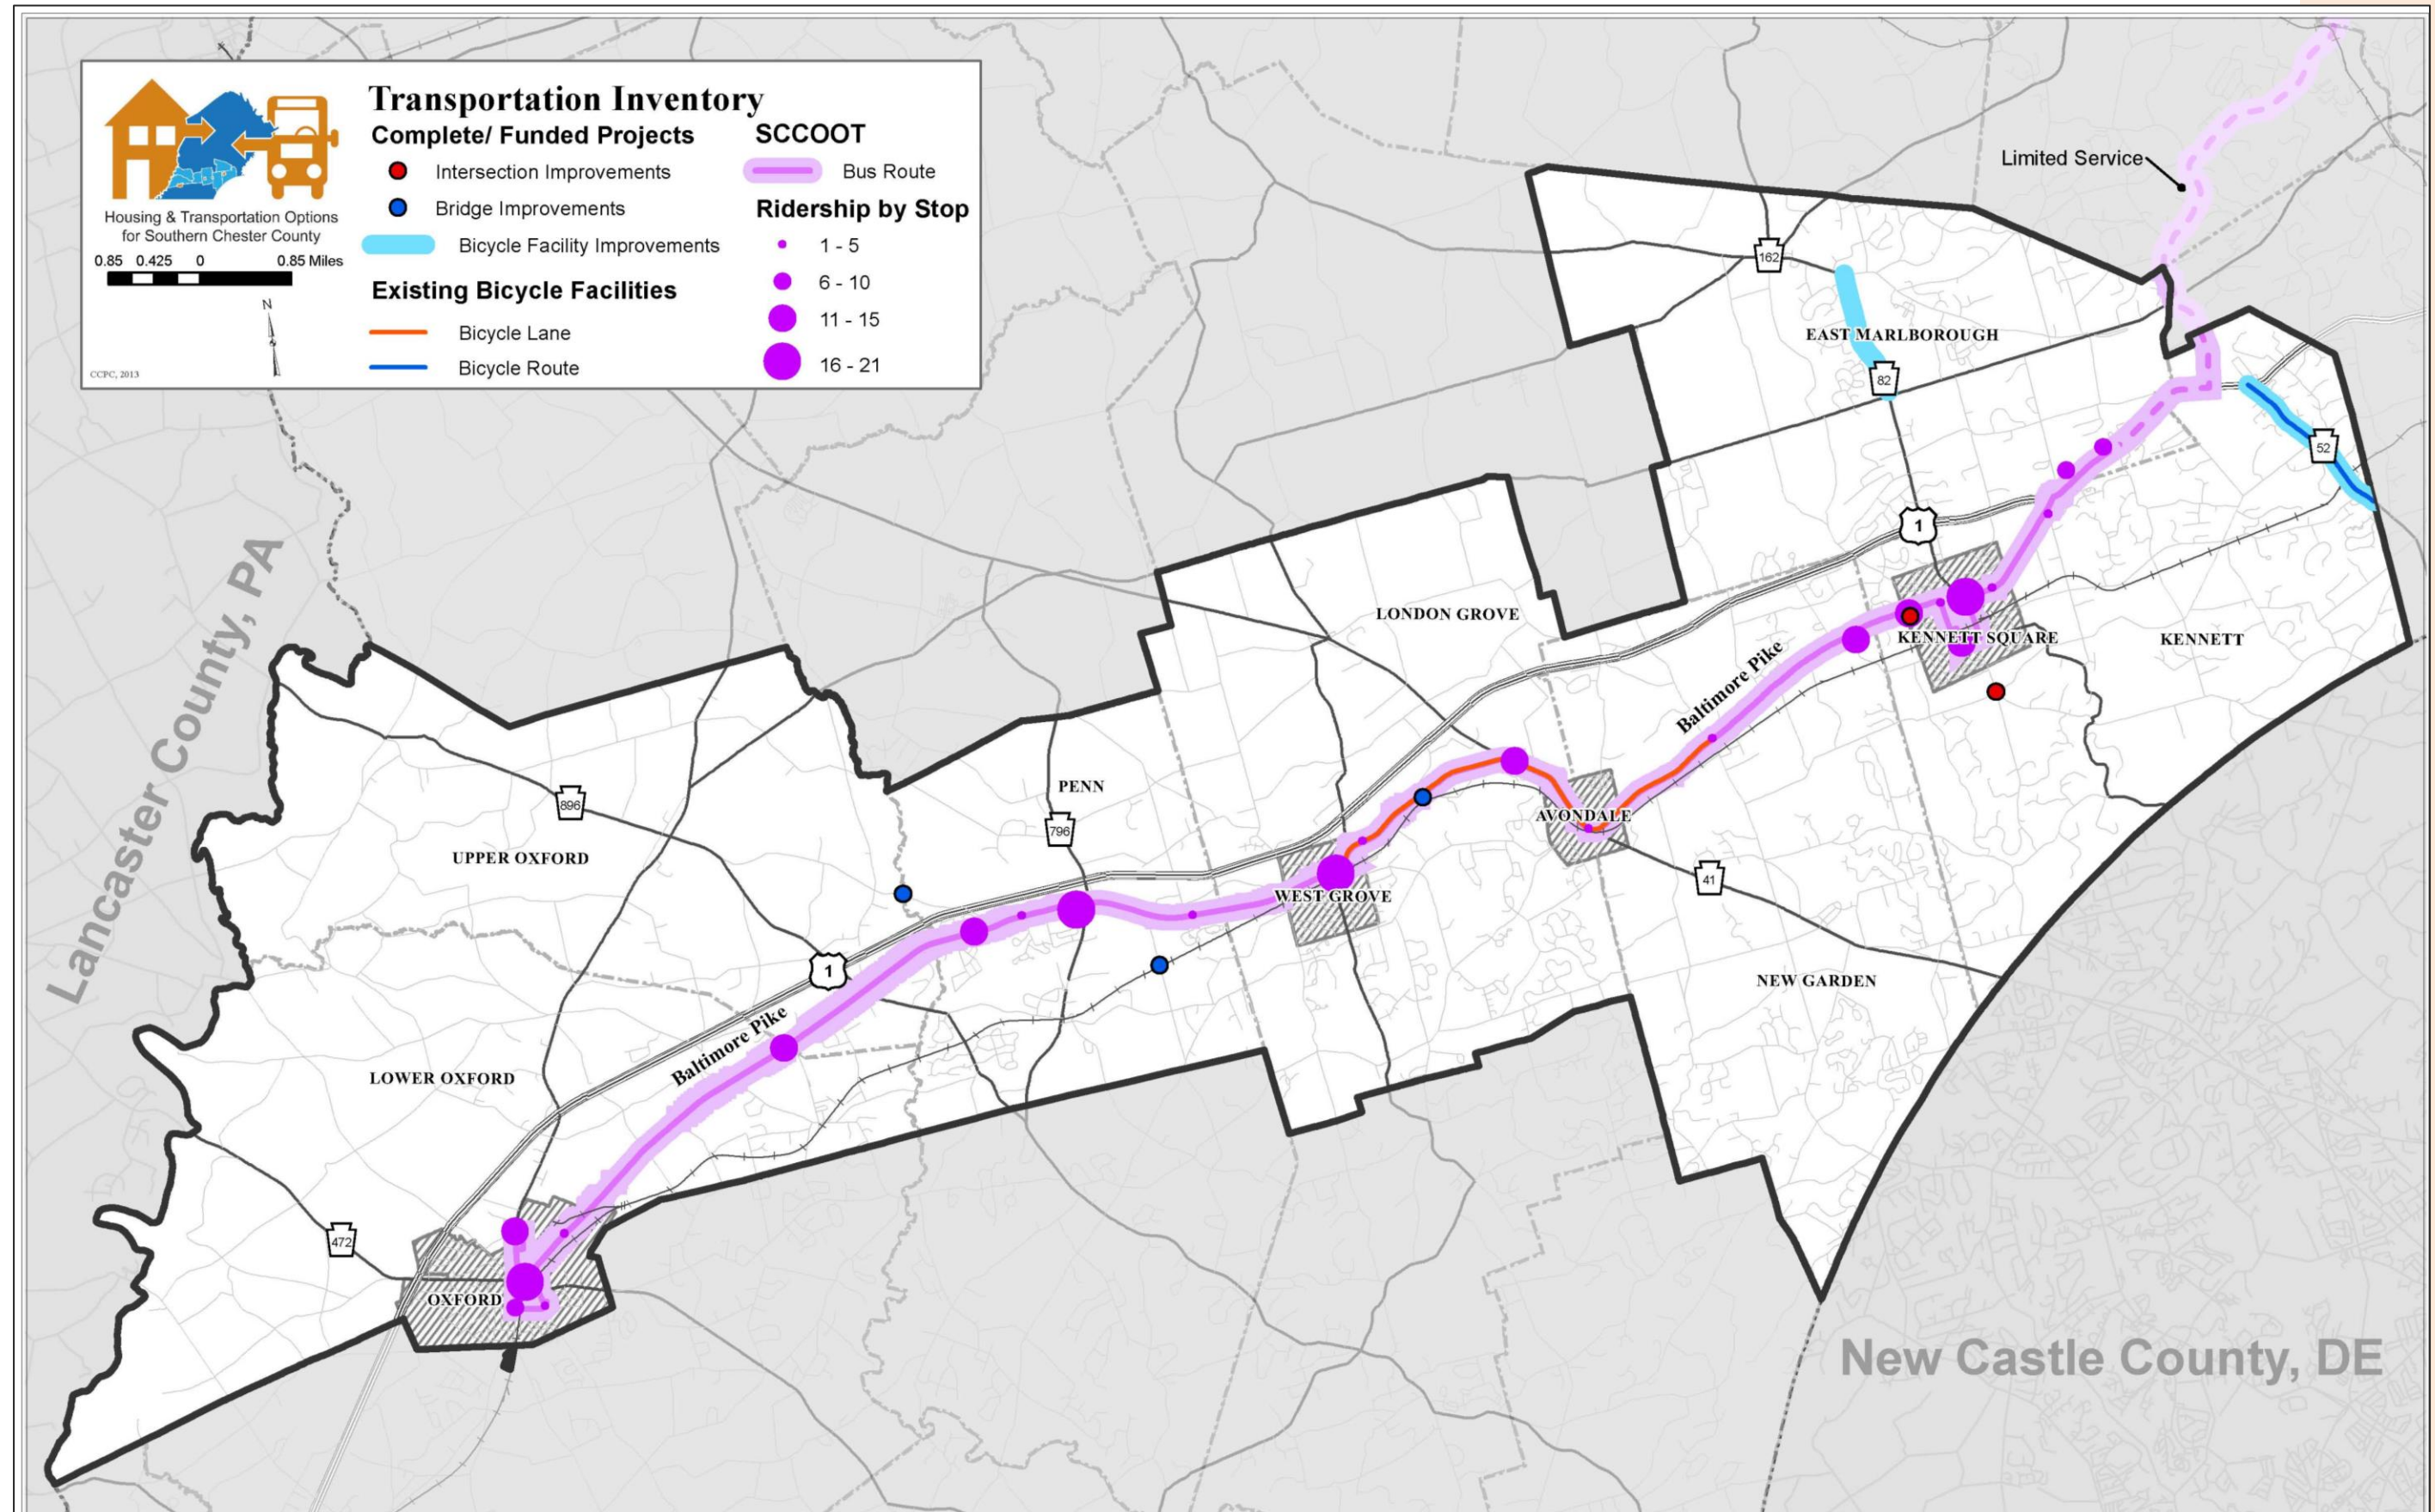 Transportation Inventory
Complete/ Funded Projects
Intersection Improvements
Bridge Improvements
Bicycle Facility Improvements
Existing Bicycle Facilities
Bicycle Lane
Bicycle Route
SCCOOT
Bus Route
Ridership by Stop
1 - 5
6 - 10
11 - 15
16 - 21
Housing & Transportation Options
for Southern Chester County
0.85 0.425 0 0.85 Miles
N
CCPC, 2013
Limited Service
162
EAST MARLBOROUGH
82
52
1
LONDON GROVE
KENNETT SQUARE
KENNETT
Baltimore Pike
Lancaster County, PA
PENN
896
796
AVONDALE
UPPER OXFORD
41
WEST GROVE
1
NEW GARDEN
Baltimore Pike
LOWER OXFORD
472
OXFORD
New Castle County, DE